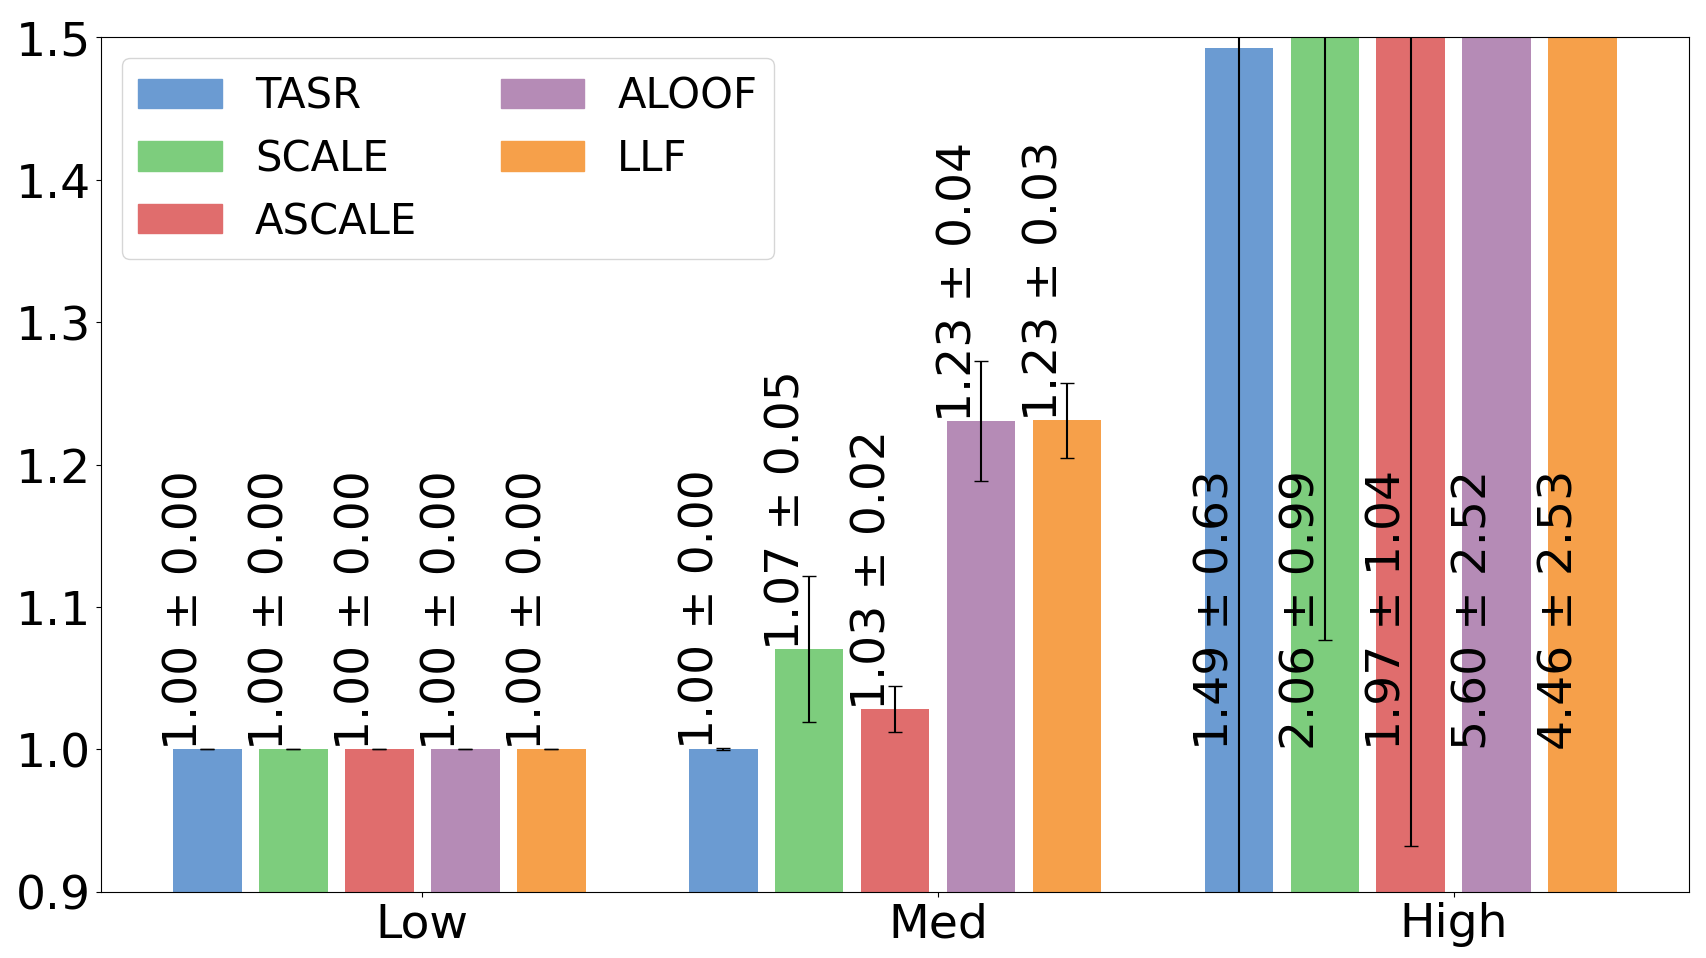 1.5
1.4
1.3
1.2
1.1
1.0
0.9
TASR
SCALE
ASCALE
ALOOF
LLF
1.00 ± 0.00
1.00 ± 0.00
1.00 ± 0.00
1.00 ± 0.00
1.00 ± 0.00
1.00 ± 0.00
1.07 ± 0.05
1.03 ± 0.02
1.23 ± 0.04
1.23 ± 0.03
1.49 ± 0.63
2.06 ± 0.99
1.97 ± 1.04
5.60 ± 2.52
4.46 ± 2.53
Low
Med
High